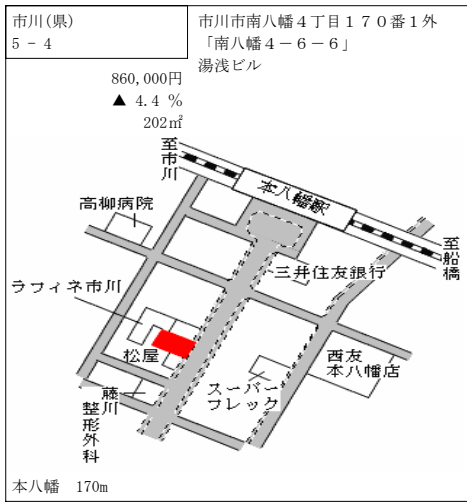 市川(県)
5 - 4
市川市南八幡４丁目１７０番１外
「南八幡４－６－６」
湯浅ビル
860,000円
▲ 4.4 %
202㎡
至市川
本八幡駅
高柳病院
至船橋
三井住友銀行
ラフィネ市川
松屋
西友
本八幡店
スーパー
フレック
藤川
整形外科
本八幡 170m